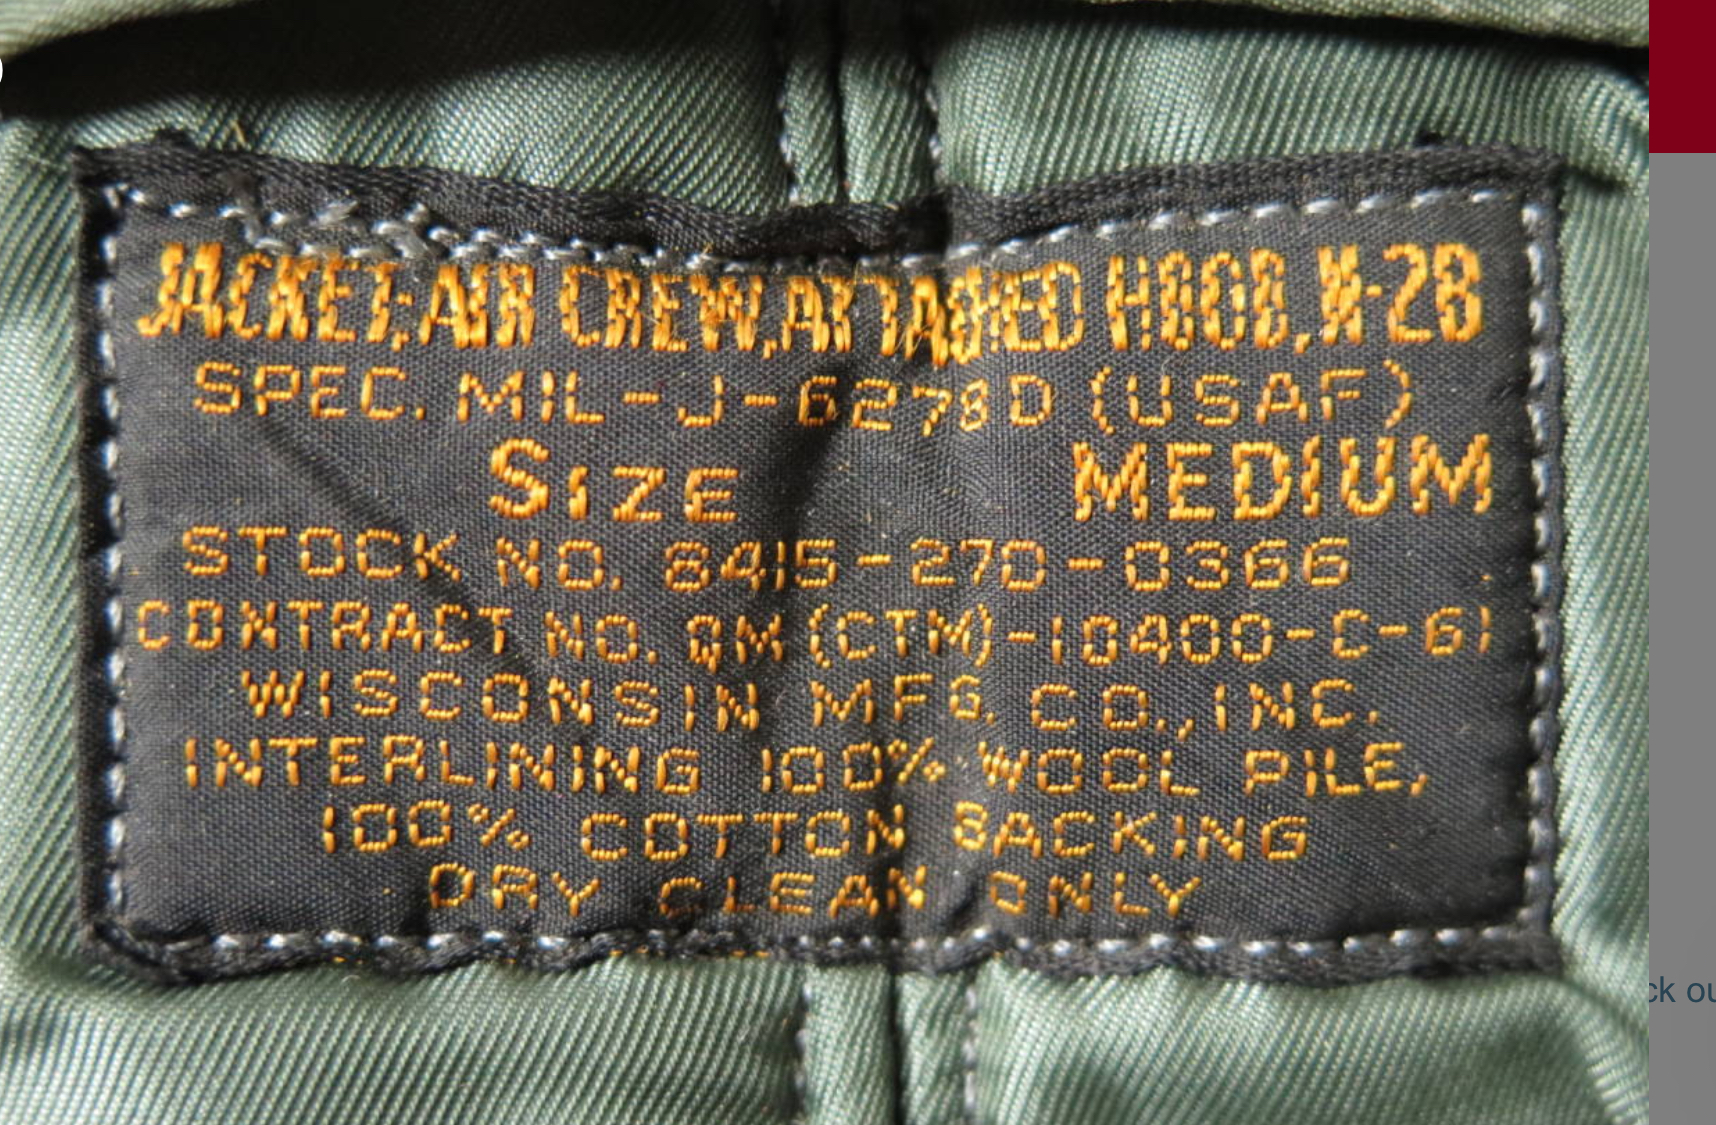 JACKET, AIR CREW, ATTACHED HOOD, N-2B
SPEC. MIL-J-6278D (USAF)
SIZE MEDIUM
STOCK NO. 8415-270-0366
CONTRACT NO. QM (CTM)-10400-C-61
WISCONSIN MFG. CO., INC.
INTERLINING 100% WOOL PILE,
100% COTTON BACKING
DRY CLEAN ONLY